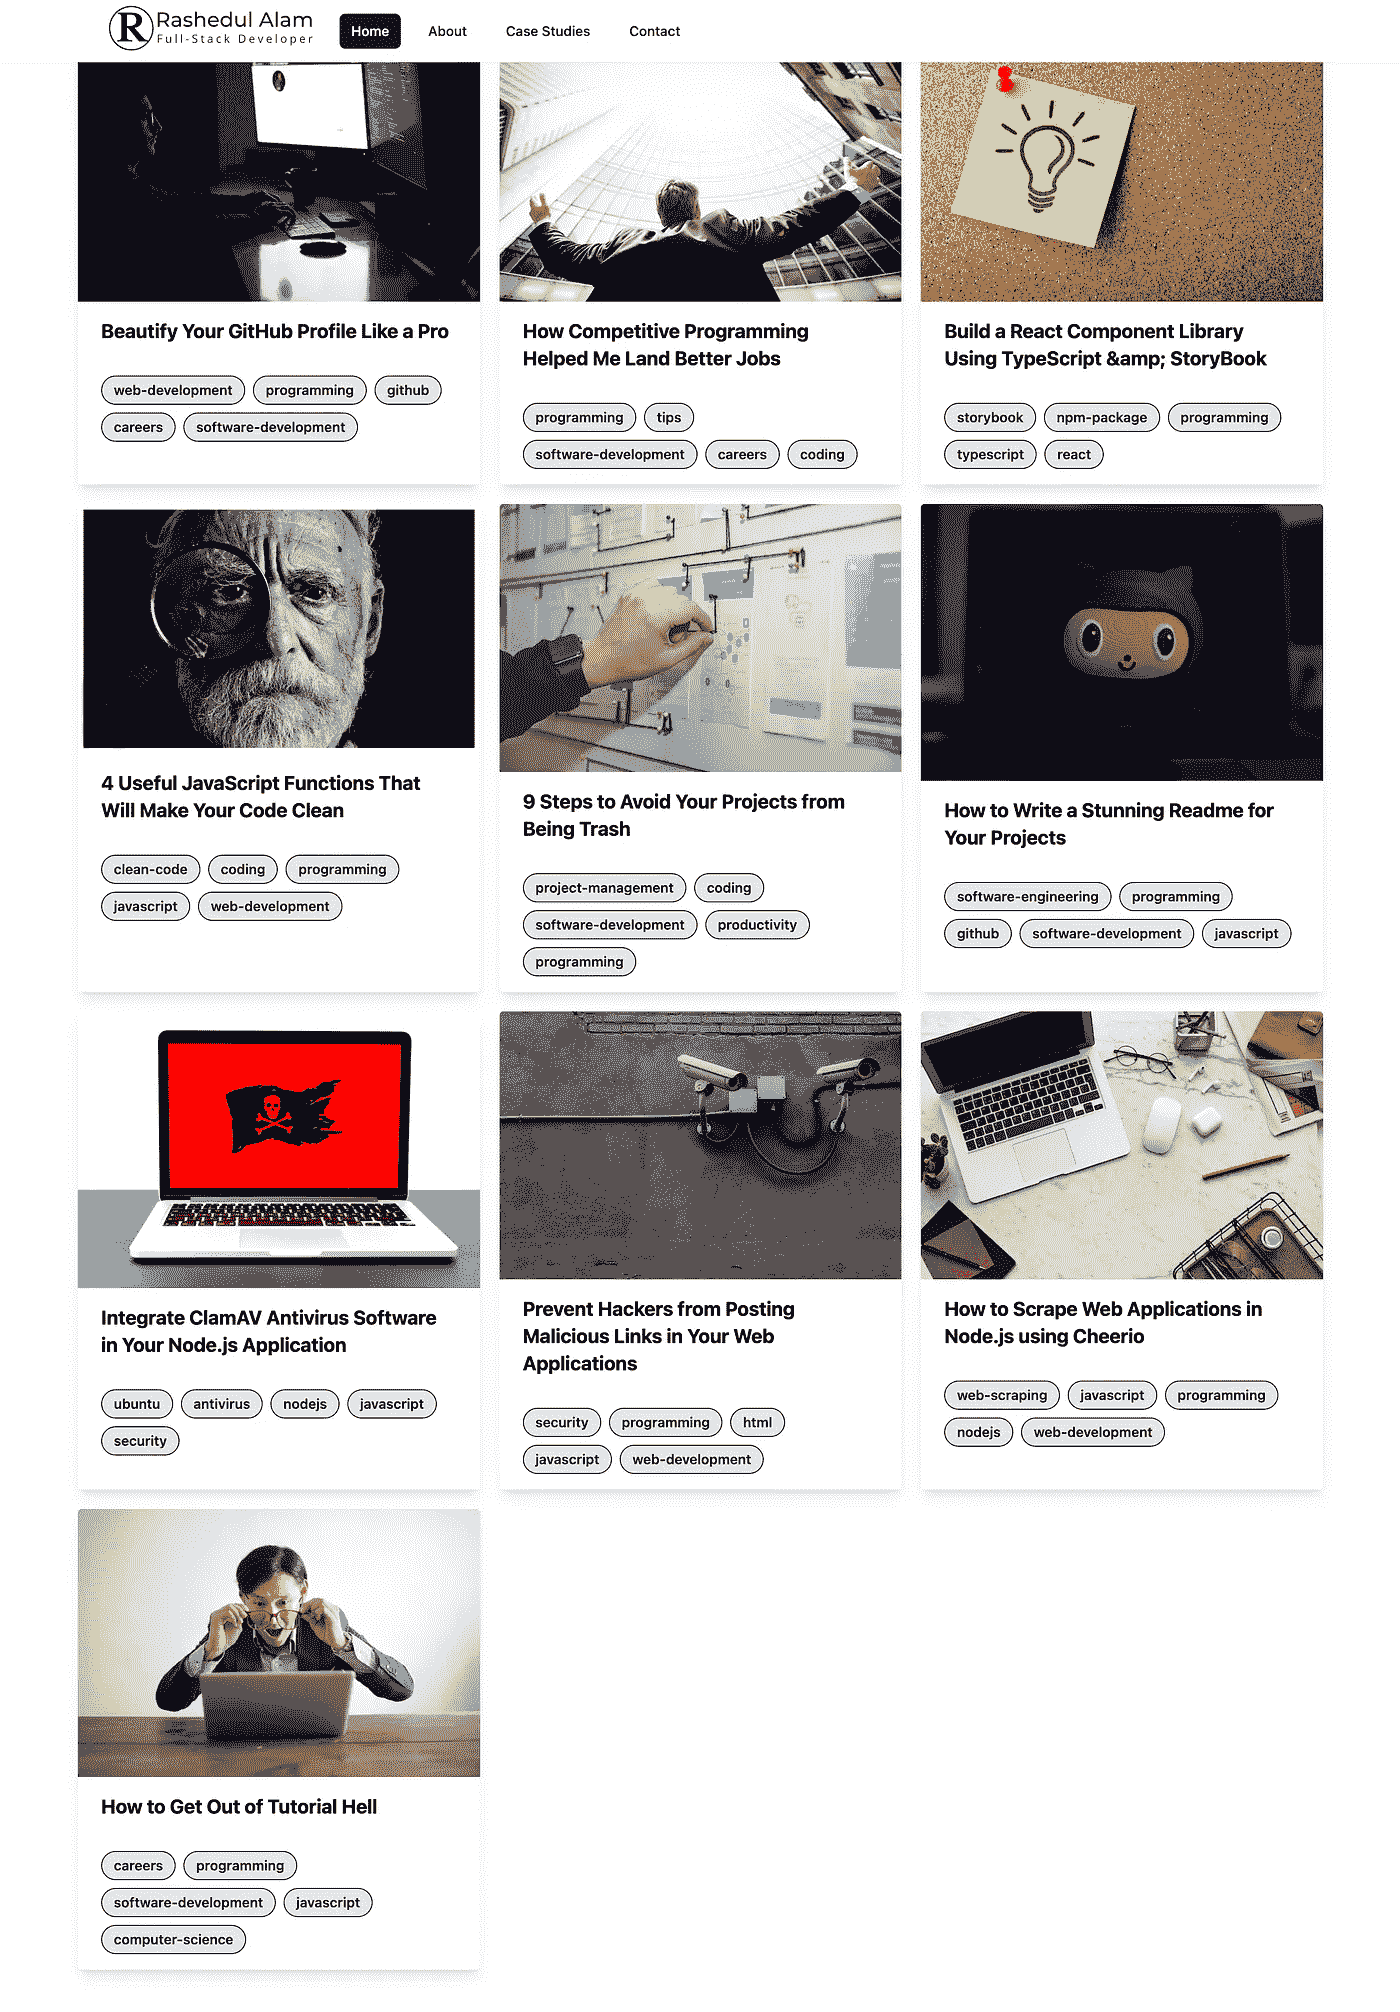 R Rashedul Alam
Full-Stack Developer
Home About Case Studies Contact
Beautify Your GitHub Profile Like a Pro
web-development programming github
careers software-development
How Competitive Programming
Helped Me Land Better Jobs
programming tips
software-development careers coding
Build a React Component Library
Using TypeScript &amp; StoryBook
storybook npm-package programming
typescript react
4 Useful JavaScript Functions That
Will Make Your Code Clean
clean-code coding programming
javascript web-development
9 Steps to Avoid Your Projects from
Being Trash
project-management coding
software-development productivity
programming
How to Write a Stunning Readme for
Your Projects
software-engineering programming
github software-development javascript
Integrate ClamAV Antivirus Software
in Your Node.js Application
ubuntu antivirus nodejs javascript
security
Prevent Hackers from Posting
Malicious Links in Your Web
Applications
security programming html
javascript web-development
How to Scrape Web Applications in
Node.js using Cheerio
web-scraping javascript programming
nodejs web-development
How to Get Out of Tutorial Hell
careers programming
software-development javascript
computer-science